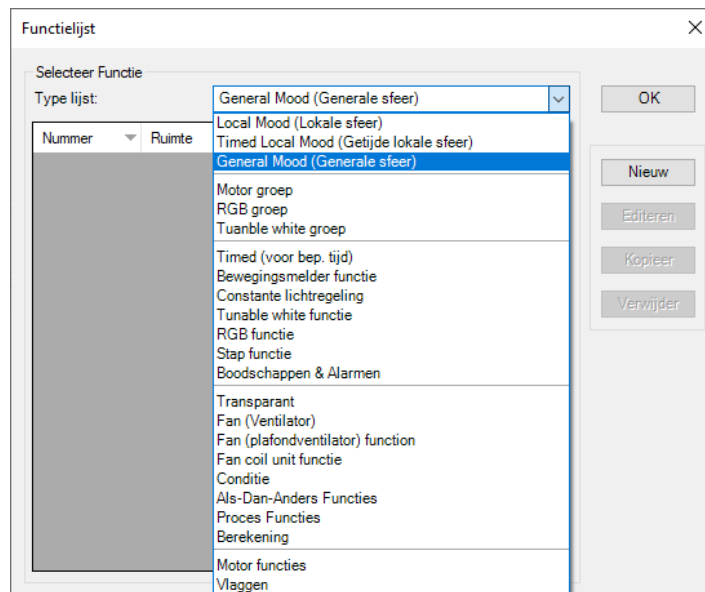 Functielijst
Selecteer Functie
Type lijst:
General Mood (Generale sfeer)
OK
Nummer
Ruimte
Local Mood (Lokale sfeer)
Timed Local Mood (Getijde lokale sfeer)
General Mood (Generale sfeer)
Motor groep
RGB groep
Tuanble white groep
Timed (voor bep. tijd)
Bewegingsmelder functie
Constante lichtregeling
Tunable white functie
RGB functie
Stap functie
Boodschappen & Alarmen
Transparant
Fan (Ventilator)
Fan (plafondventilator) function
Fan coil unit functie
Conditie
Als-Dan-Anders Functies
Proces Functies
Berekening
Motor functies
Vlaggen
Nieuw
Editeren
Kopieer
Verwijder